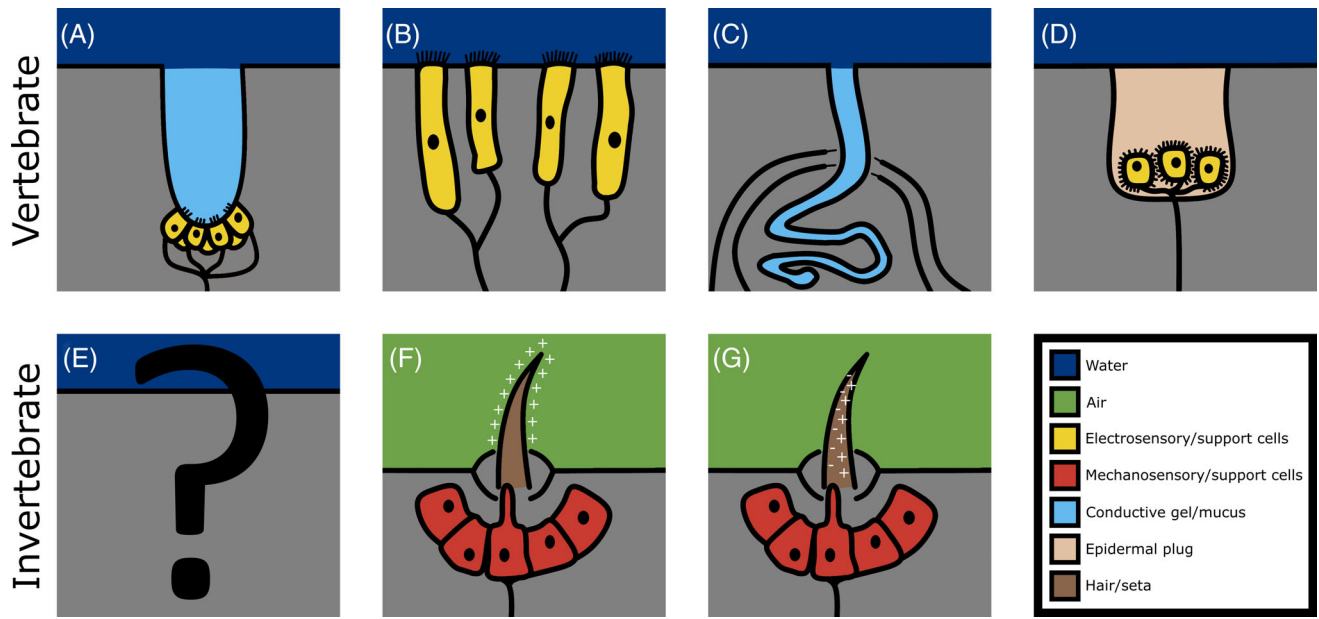 Vertebrate
(A)
(B)
(C)
(D)
Invertebrate
(E)
?
(F)
(G)
Water
Air
Electrosensory/support cells
Mechanosensory/support cells
Conductive gel/mucus
Epidermal plug
Hair/seta